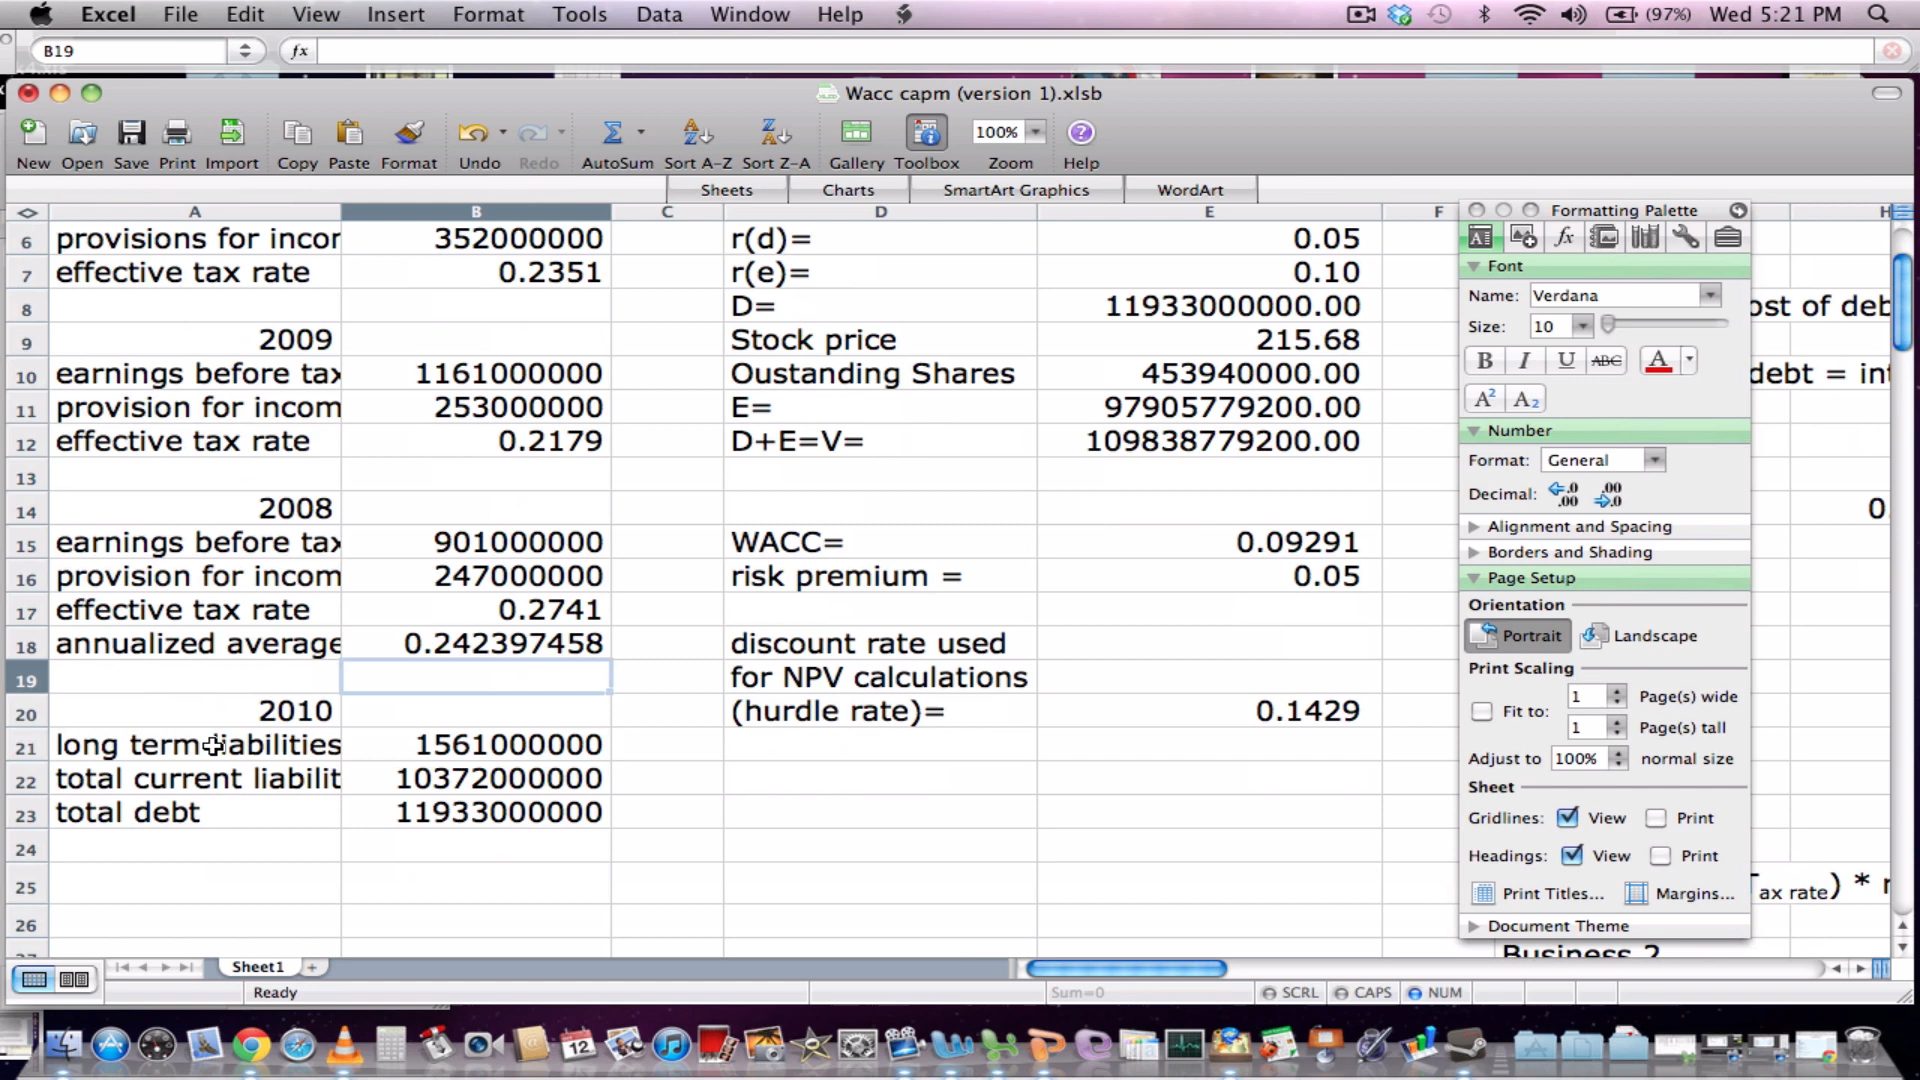 Excel File Edit View Insert Format Tools Data Window Help (97%) Wed 5:21 PM
B19 fx
Wacc capm (version 1).xlsb
New Open Save Print Import Copy Paste Format Undo Redo AutoSum Sort A-Z Sort Z-A Gallery Toolbox 100% Zoom Help
Sheets Charts SmartArt Graphics WordArt
A B C D E F H
6 provisions for incor 352000000 r(d)= 0.05
7 effective tax rate 0.2351 r(e)= 0.10
8 D= 11933000000.00 ost of deb
9 2009 Stock price 215.68
10 earnings before tax 1161000000 Oustanding Shares 453940000.00 debt = int
11 provision for incom 253000000 E= 97905779200.00
12 effective tax rate 0.2179 D+E=V= 109838779200.00
13
14 2008 0.
15 earnings before tax 901000000 WACC= 0.09291
16 provision for incom 247000000 risk premium = 0.05
17 effective tax rate 0.2741
18 annualized average 0.242397458 discount rate used
19 for NPV calculations
20 2010 (hurdle rate)= 0.1429
21 long term liabilities 1561000000
22 total current liabilit 10372000000
23 total debt 11933000000
24
25 ax rate) * r
26
Business 2
Formatting Palette
Font
Name: Verdana
Size: 10
B I U ABC A
A2 A2
Number
Format: General
Decimal: .0 .00 .00 .0
Alignment and Spacing
Borders and Shading
Page Setup
Orientation
Portrait Landscape
Print Scaling
Fit to: 1 Page(s) wide
1 Page(s) tall
Adjust to 100% normal size
Sheet
Gridlines: View Print
Headings: View Print
Print Titles... Margins...
Document Theme
Sheet1
Ready Sum=0 SCRL CAPS NUM
12